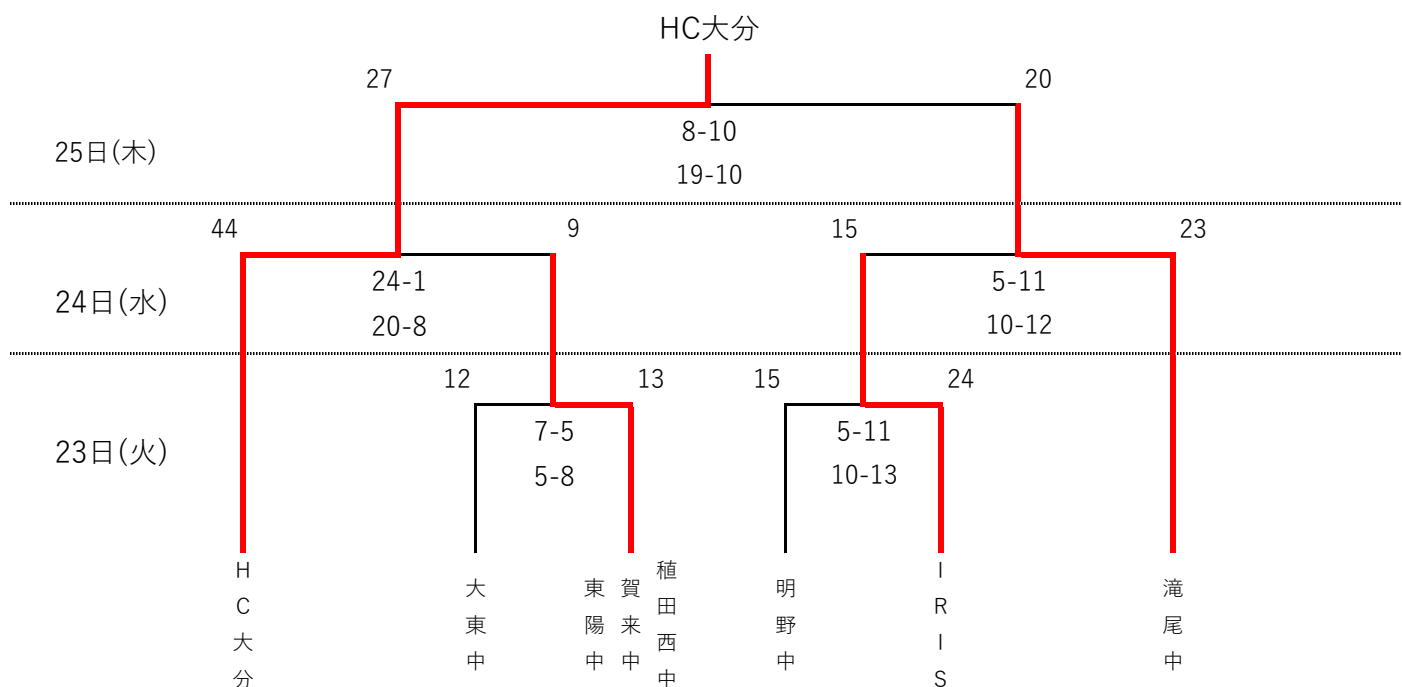 HC大分
27
20
8-10
25日(木)
19-10
44
9
15
23
24-1
5-11
24日(水)
20-8
10-12
12
13
15
24
7-5
5-11
23日(火)
5-8
10-13
HC大分
大東中
東陽中
賀来中
稙田西中
明野中
IRIS
滝尾中